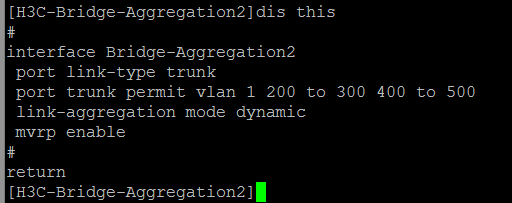 [H3C-Bridge-Aggregation2]dis this
#
interface Bridge-Aggregation2
 port link-type trunk
 port trunk permit vlan 1 200 to 300 400 to 500
 link-aggregation mode dynamic
 mvrp enable
#
return
[H3C-Bridge-Aggregation2]